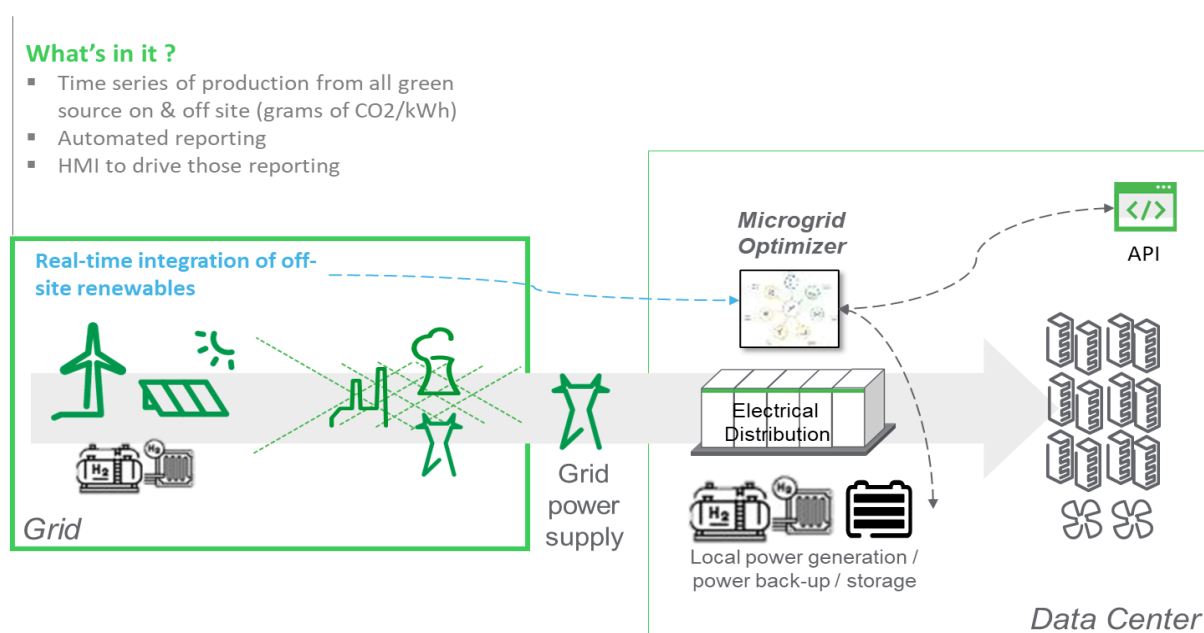 What's in it ?
▪ Time series of production from all green
source on & off site (grams of CO2/kWh)
▪ Automated reporting
▪ HMI to drive those reporting
Real-time integration of off-
site renewables
H2
H2
Grid
Grid
power
supply
Microgrid
Optimizer
</>
API
Electrical
Distribution
H2
H2
Local power generation /
power back-up / storage
Data Center